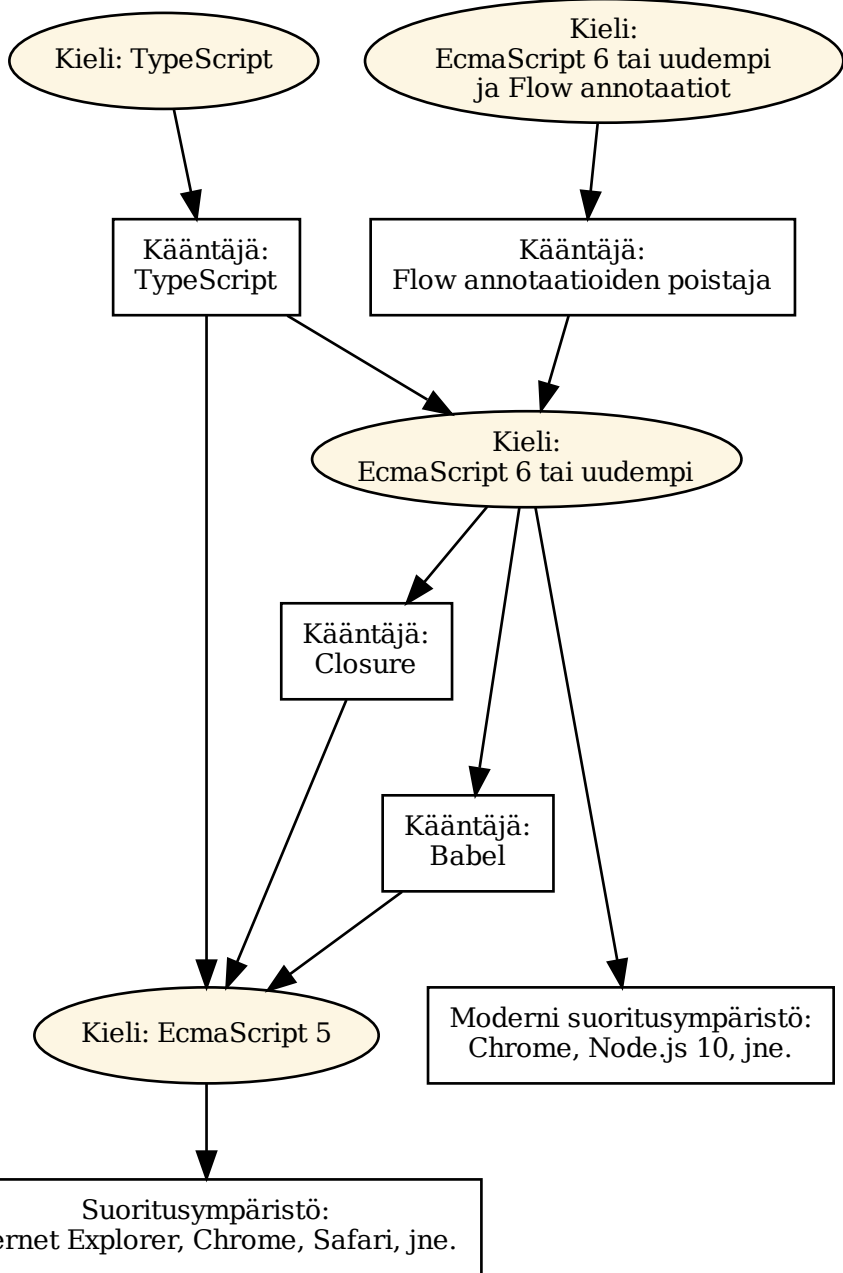 Kieli: TypeScript
Kieli:
EcmaScript 6 tai uudempi
ja Flow annotaatiot
Kääntäjä:
TypeScript
Kääntäjä:
Flow annotaatioiden poistaja
Kieli:
EcmaScript 6 tai uudempi
Kääntäjä:
Closure
Kääntäjä:
Babel
Kieli: EcmaScript 5
Moderni suoritusympäristö:
Chrome, Node.js 10, jne.
Suoritusympäristö:
Explorer, Chrome, Safari, jne.